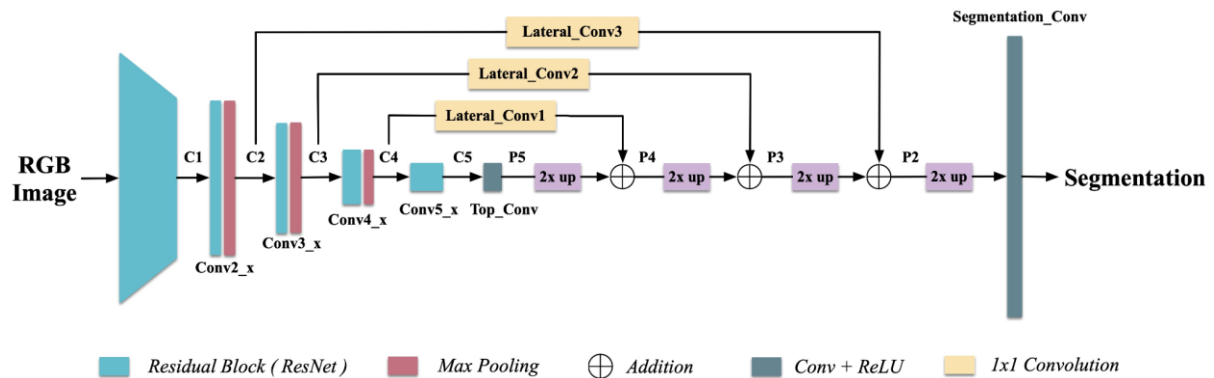 Segmentation_Conv
Lateral_Conv3
Lateral_Conv2
Lateral_Conv1
RGB
Image
C1
C2
C3
C4
C5
P5
P4
P3
P2
2x up
2x up
2x up
2x up
Segmentation
Conv2_x
Conv3_x
Conv4_x
Conv5_x
Top_Conv
Residual Block ( ResNet )
Max Pooling
Addition
Conv + ReLU
1x1 Convolution